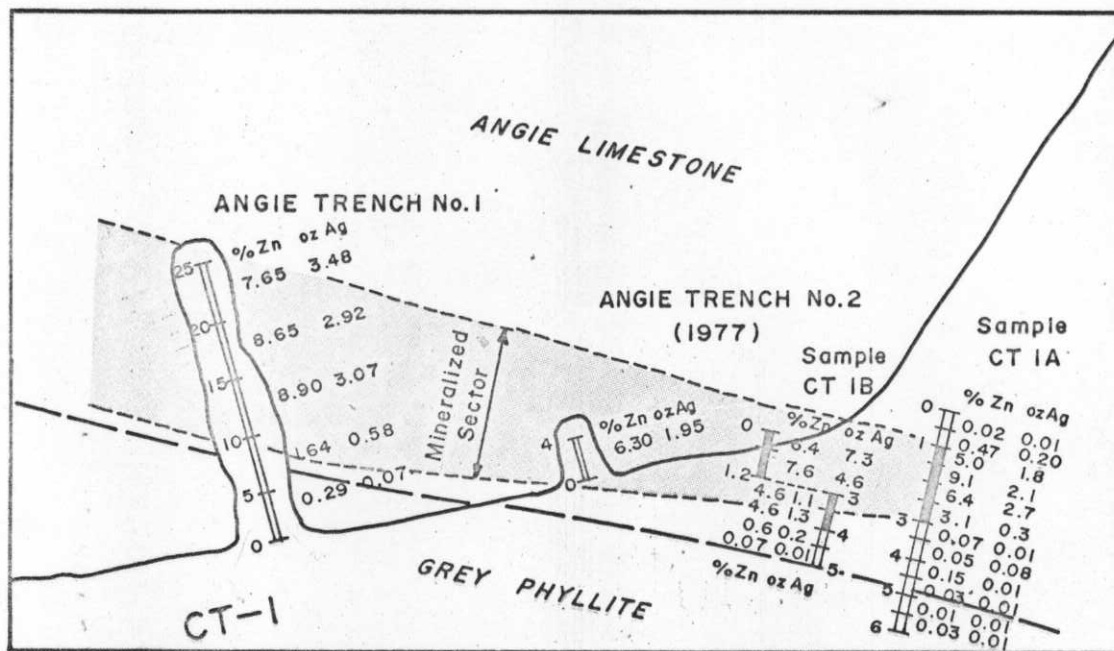 ANGIE LIMESTONE
ANGIE TRENCH No.1
%Zn oz Ag
7.65 3.48
8.65 2.92
8.90 3.07
1.64 0.58
0.29 0.07
25
20
15
10
5
0
CT-1
Mineralized
Sector
4
0
%Zn ozAg
6.30 1.95
ANGIE TRENCH No.2
(1977)
Sample
CT 1B
%Zn oz Ag
0
6.4 7.3
7.6 4.6
1.2
4.6 1.1 3
4.6 1.3
0.6 0.2 4
0.07 0.01
5
%Zn oz Ag
Sample
CT 1A
% Zn ozAg
0
0.02 0.01
0.47 0.20
1
5.0 1.8
9.1 2.1
6.4 2.7
3
3.1 0.3
0.07 0.01
4
0.05 0.08
0.15 0.01
5
0.03 0.01
0.01 0.01
6
0.03 0.01
GREY PHYLLITE